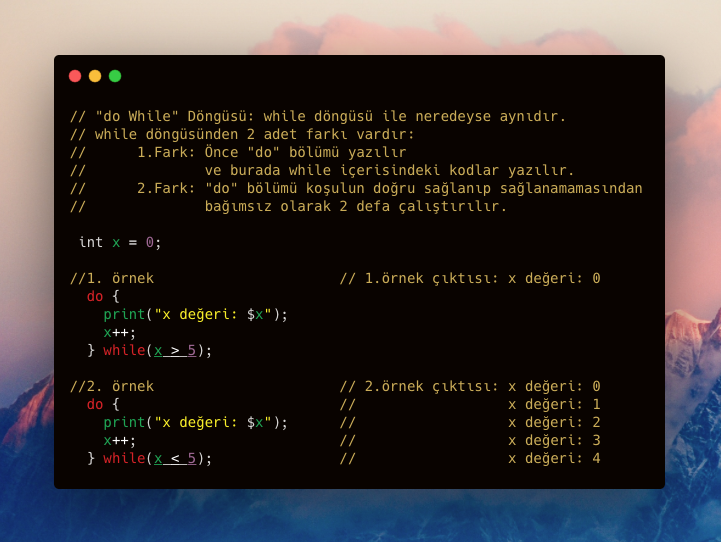 // "do While" Döngüsü: while döngüsü ile neredeyse aynıdır.
// while döngüsünden 2 adet farkı vardır:
//      1.Fark: Önce "do" bölümü yazılır
//              ve burada while içerisindeki kodlar yazılır.
//      2.Fark: "do" bölümü koşulun doğru sağlanıp sağlanamamasından
//              bağımsız olarak 2 defa çalıştırılır.
int x = 0;
//1. örnek                      // 1.örnek çıktısı: x değeri: 0
  do {
    print("x değeri: $x");
    x++;
  } while(x > 5);
//2. örnek                      // 2.örnek çıktısı: x değeri: 0
  do {                          //                  x değeri: 1
    print("x değeri: $x");      //                  x değeri: 2
    x++;                        //                  x değeri: 3
  } while(x < 5);               //                  x değeri: 4